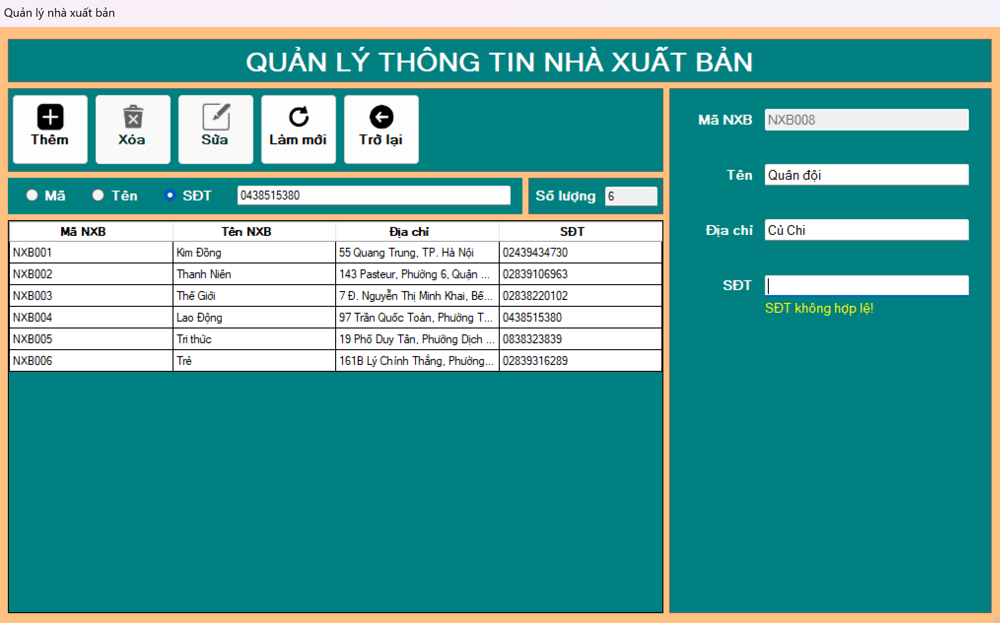 Quản lý nhà xuất bản
QUẢN LÝ THÔNG TIN NHÀ XUẤT BẢN
Thêm Xóa Sửa Làm mới Trở lại
Mã Tên SĐT 0438515380 Số lượng 6
Mã NXB Tên NXB Địa chỉ SĐT
NXB001 Kim Đồng 55 Quang Trung, TP. Hà Nội 02439434730
NXB002 Thanh Niên 143 Pasteur, Phường 6, Quận ... 02839106963
NXB003 Thế Giới 7 Đ. Nguyễn Thị Minh Khai, Bế... 02838220102
NXB004 Lao Động 97 Trần Quốc Toản, Phường T... 0438515380
NXB005 Tri thức 19 Phố Duy Tân, Phường Dịch ... 0838323839
NXB006 Trẻ 161B Lý Chính Thắng, Phường... 02839316289
Mã NXB NXB008
Tên Quân đội
Địa chỉ Củ Chi
SĐT
SĐT không hợp lệ!